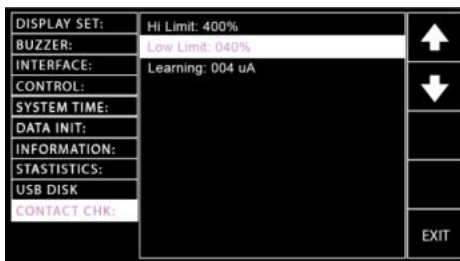 DISPLAY SET:
BUZZER:
INTERFACE:
CONTROL:
SYSTEM TIME:
DATA INIT:
INFORMATION:
STASTISTICS:
USB DISK
CONTACT CHK:
Hi Limit: 400%
Low Limit: 040%
Learning: 004 uA
EXIT